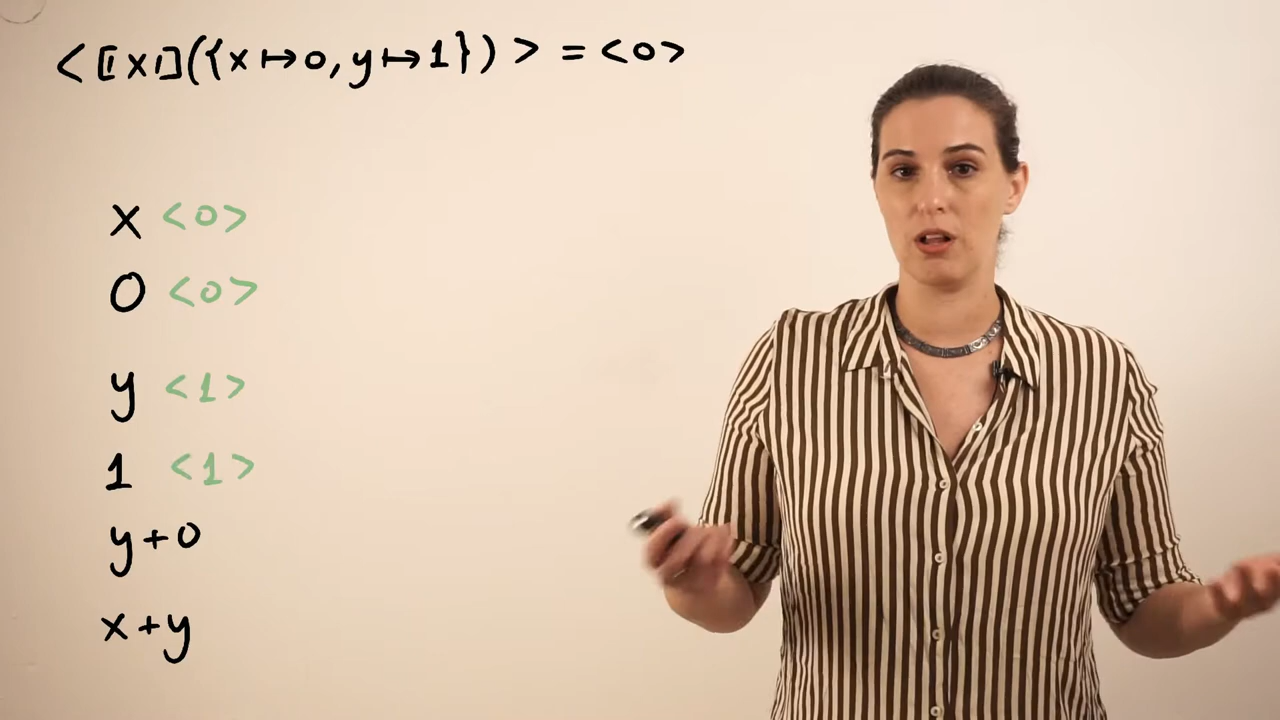 <⟦x⟧({x↦0, y↦1})> = <0>
x <0>
0 <0>
y <1>
1 <1>
y+0
x+y